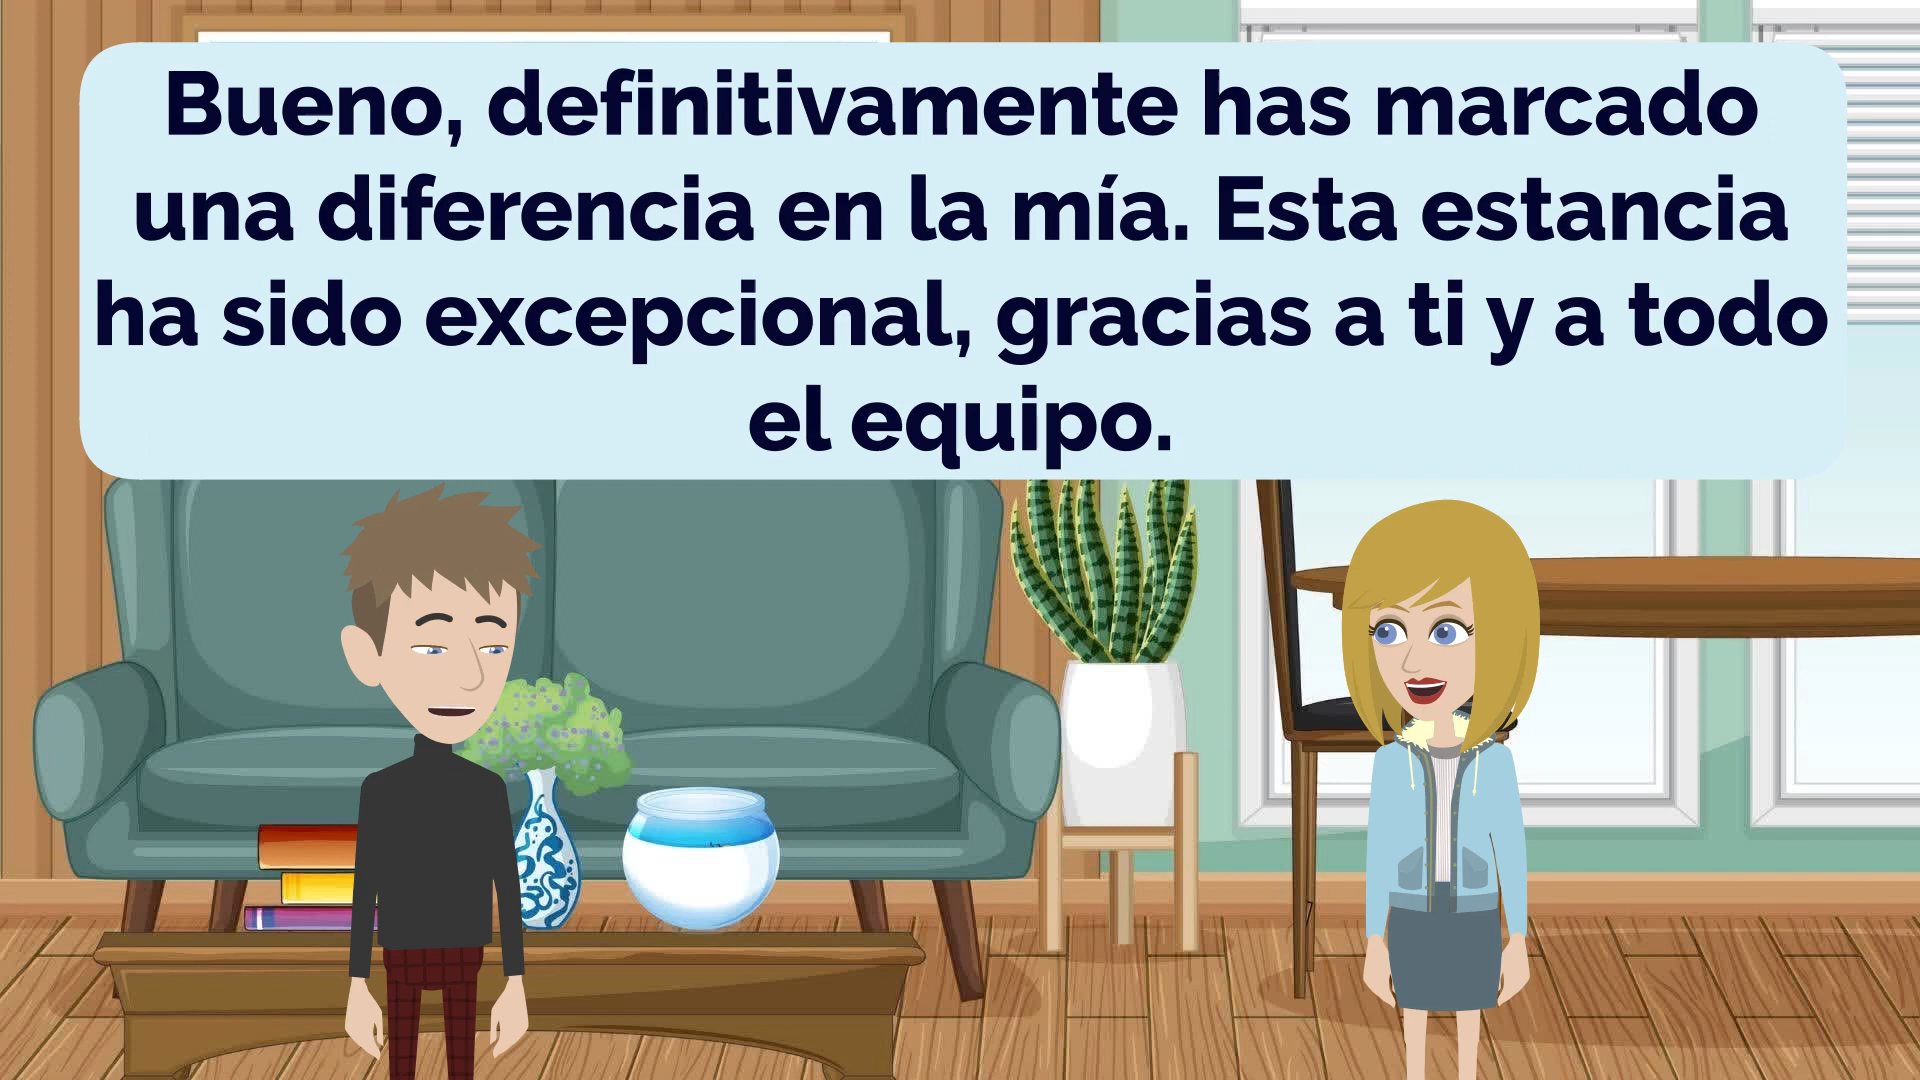 Bueno, definitivamente has marcado
una diferencia en la mía. Esta estancia
ha sido excepcional, gracias a ti y a todo
el equipo.